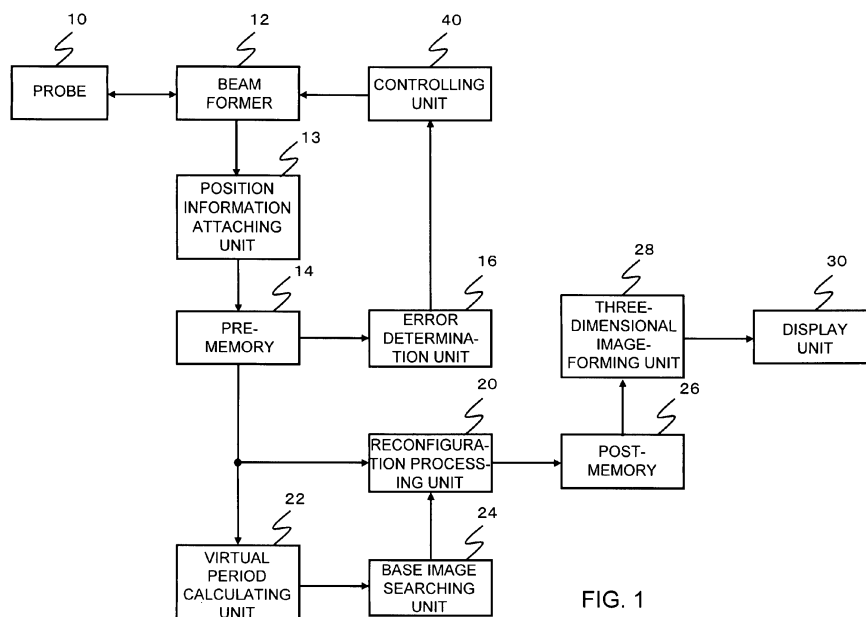 10
PROBE
12
BEAM
FORMER
40
CONTROLLING
UNIT
13
POSITION
INFORMATION
ATTACHING
UNIT
14
PRE-
MEMORY
16
ERROR
DETERMINA-
TION UNIT
28
THREE-
DIMENSIONAL
IMAGE-
FORMING UNIT
30
DISPLAY
UNIT
20
RECONFIGURA-
TION PROCESS-
ING UNIT
26
POST-
MEMORY
22
VIRTUAL
PERIOD
CALCULATING
UNIT
24
BASE IMAGE
SEARCHING
UNIT
FIG. 1